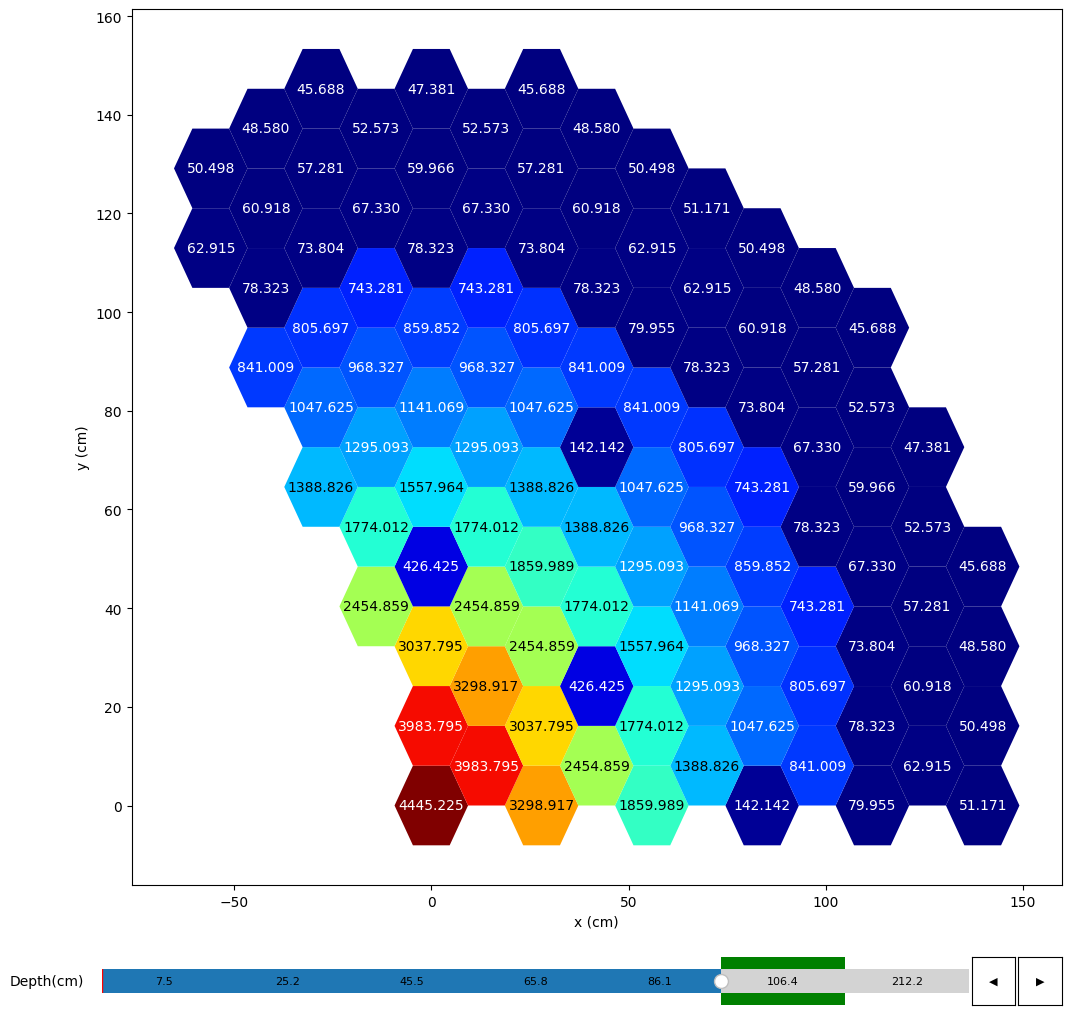 160
45.688 47.381 45.688
140
48.580 52.573 52.573 48.580
50.498 57.281 59.966 57.281 50.498
120
60.918 67.330 67.330 60.918 51.171
62.915 73.804 78.323 73.804 62.915 50.498
78.323 743.281 743.281 78.323 62.915 48.580
100
805.697 859.852 805.697 79.955 60.918 45.688
841.009 968.327 968.327 841.009 78.323 57.281
80
1047.625 1141.069 1047.625 841.009 73.804 52.573
1295.093 1295.093 142.142 805.697 67.330 47.381
y (cm)
1388.826 1557.964 1388.826 1047.625 743.281 59.966
60
1774.012 1774.012 1388.826 968.327 78.323 52.573
426.425 1859.989 1295.093 859.852 67.330 45.688
40
2454.859 2454.859 1774.012 1141.069 743.281 57.281
3037.795 2454.859 1557.964 968.327 73.804 48.580
3298.917 426.425 1295.093 805.697 60.918
20
3983.795 3037.795 1774.012 1047.625 78.323 50.498
3983.795 2454.859 1388.826 841.009 62.915
0
4445.225 3298.917 1859.989 142.142 79.955 51.171
−50 0 50 100 150
x (cm)
Depth(cm) 7.5 25.2 45.5 65.8 86.1 106.4 212.2 ◄ ►